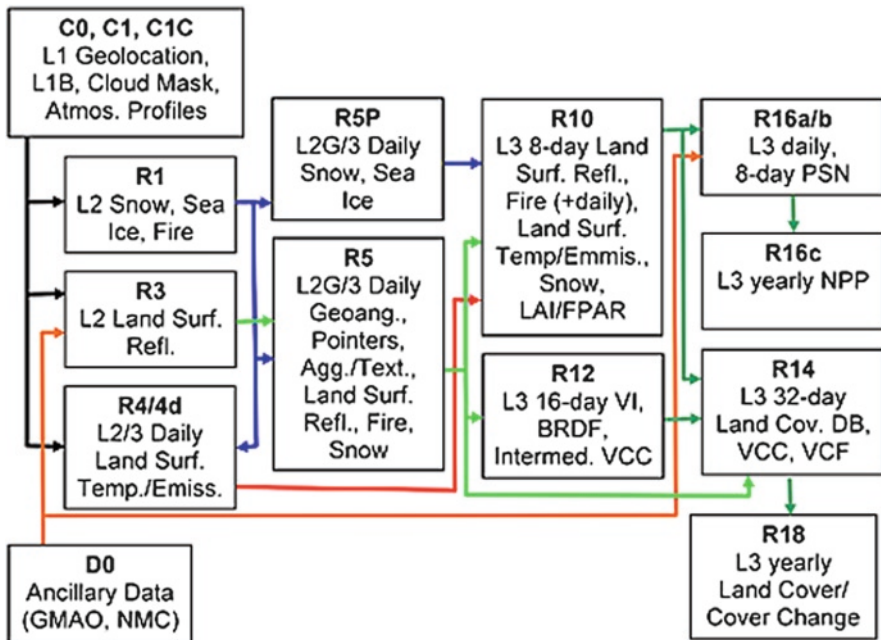 C0, C1, C1C
L1 Geolocation,
L1B, Cloud Mask,
Atmos. Profiles
R1
L2 Snow, Sea
Ice, Fire
R3
L2 Land Surf.
Refl.
R4/4d
L2/3 Daily
Land Surf.
Temp./Emiss.
D0
Ancillary Data
(GMAO, NMC)
R5P
L2G/3 Daily
Snow, Sea
Ice
R5
L2G/3 Daily
Geoang.,
Pointers,
Agg./Text.,
Land Surf.
Refl., Fire,
Snow
R10
L3 8-day Land
Surf. Refl.,
Fire (+daily),
Land Surf.
Temp/Emmis.,
Snow,
LAI/FPAR
R12
L3 16-day VI,
BRDF,
Intermed. VCC
R16a/b
L3 daily,
8-day PSN
R16c
L3 yearly NPP
R14
L3 32-day
Land Cov. DB,
VCC, VCF
R18
L3 yearly
Land Cover/
Cover Change